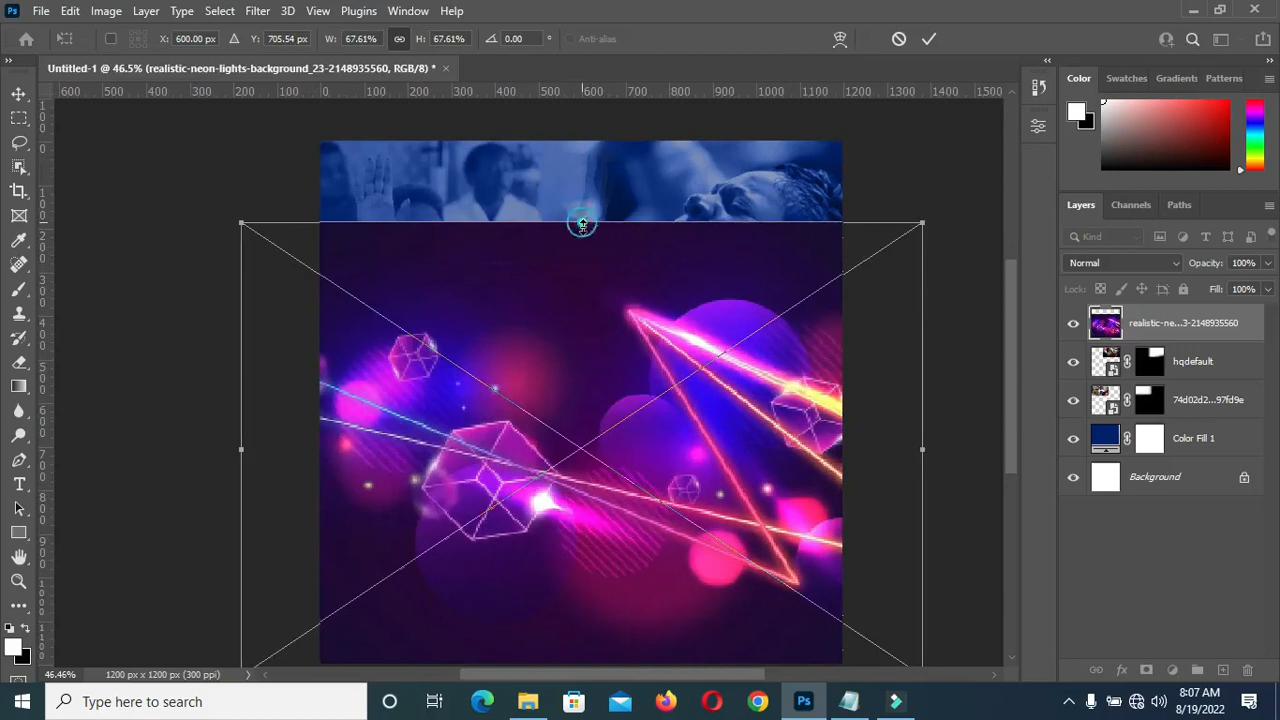 Ps File Edit Image Layer Type Select Filter 3D View Plugins Window Help
X: 600.00 px Y: 705.54 px W: 67.61% H: 67.61% 0.00 ° Anti-alias
Untitled-1 @ 46.5% (realistic-neon-lights-background_23-2148935560, RGB/8) * ×
600 500 400 300 200 100 0 100 200 300 400 500 600 700 800 900 1000 1100 1200 1300 1400 1500
Color Swatches Gradients Patterns
Layers Channels Paths
Kind
Normal Opacity: 100%
Lock: Fill: 100%
realistic-ne...3-2148935560
hqdefault
74d02d2...97fd9e
Color Fill 1
Background
46.46% 1200 px x 1200 px (300 ppi)
Type here to search
8:07 AM
8/19/2022